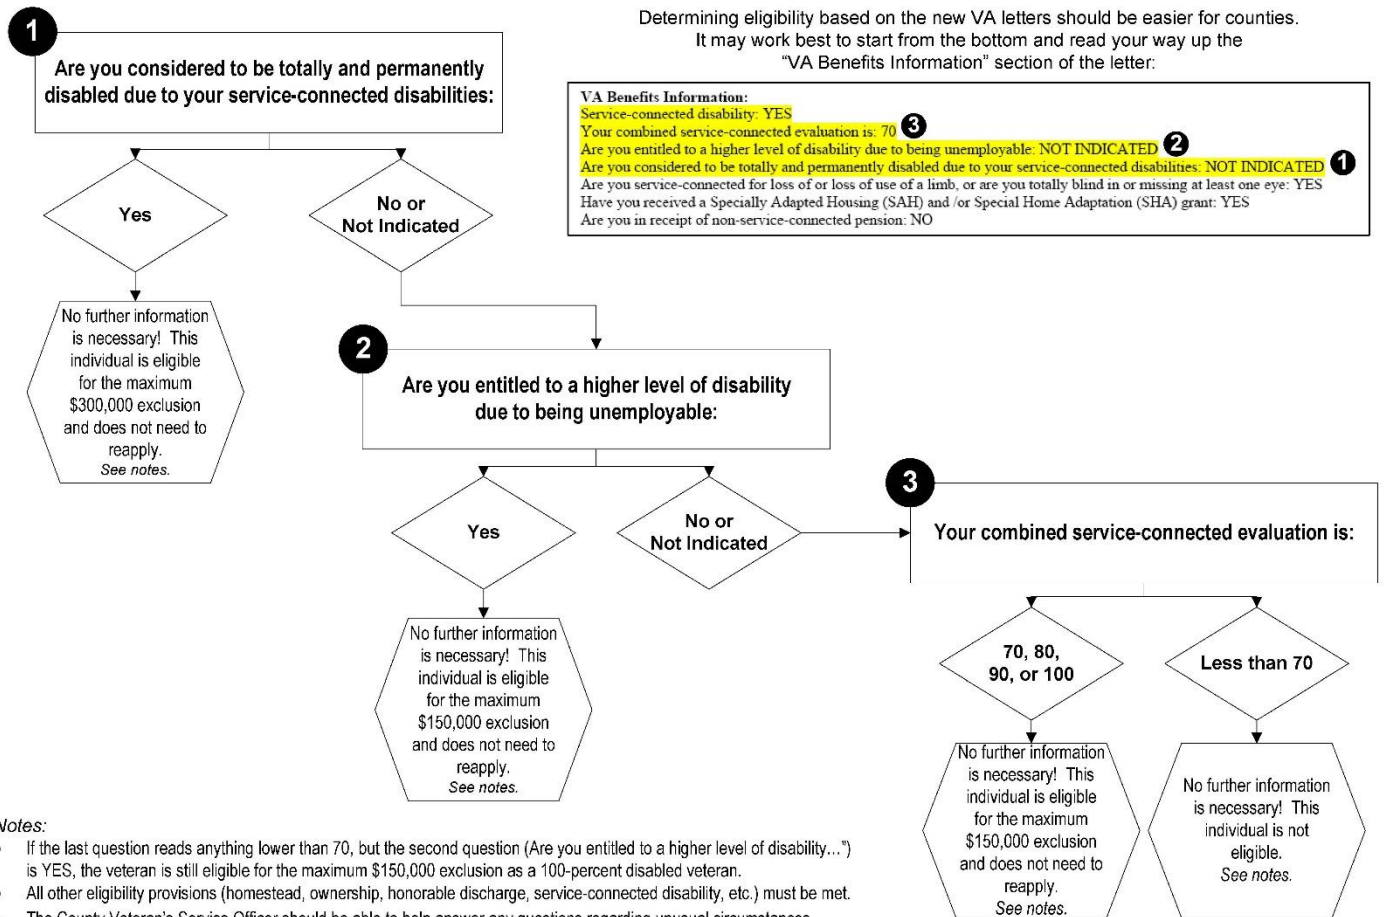 1
Are you considered to be totally and permanently
disabled due to your service-connected disabilities:
Determining eligibility based on the new VA letters should be easier for counties.
It may work best to start from the bottom and read your way up the
“VA Benefits Information” section of the letter:
VA Benefits Information:
Service-connected disability: YES
Your combined service-connected evaluation is: 70 3
Are you entitled to a higher level of disability due to being unemployable: NOT INDICATED 2
Are you considered to be totally and permanently disabled due to your service-connected disabilities: NOT INDICATED 1
Are you service-connected for loss of or loss of use of a limb, or are you totally blind in or missing at least one eye: YES
Have you received a Specially Adapted Housing (SAH) and /or Special Home Adaptation (SHA) grant: YES
Are you in receipt of non-service-connected pension: NO
Yes
No or
Not Indicated
No further information
is necessary! This
individual is eligible
for the maximum
$300,000 exclusion
and does not need to
reapply.
See notes.
2
Are you entitled to a higher level of disability
due to being unemployable:
Yes
No or
Not Indicated
No further information
is necessary! This
individual is eligible
for the maximum
$150,000 exclusion
and does not need to
reapply.
See notes.
3
Your combined service-connected evaluation is:
70, 80,
90, or 100
Less than 70
No further information
is necessary! This
individual is eligible
for the maximum
$150,000 exclusion
and does not need to
reapply.
See notes.
No further information
is necessary! This
individual is not
eligible.
See notes.
Notes:
If the last question reads anything lower than 70, but the second question (Are you entitled to a higher level of disability…”)
is YES, the veteran is still eligible for the maximum $150,000 exclusion as a 100-percent disabled veteran.
All other eligibility provisions (homestead, ownership, honorable discharge, service-connected disability, etc.) must be met.
The County Veteran's Service Officer should be able to help answer any questions regarding unusual circumstances